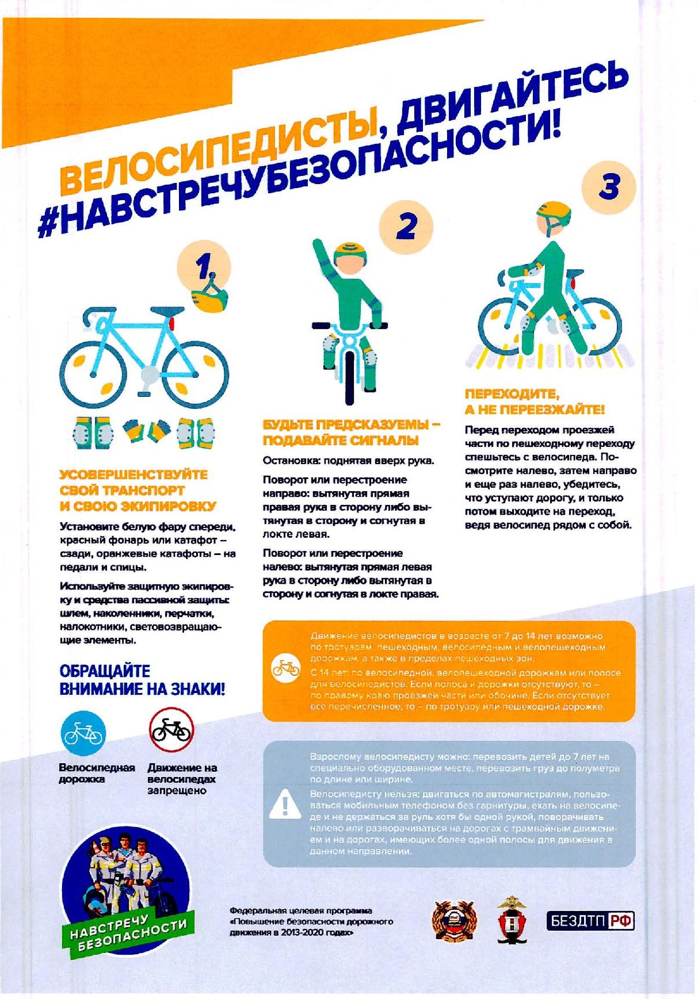 ВЕЛОСИПЕДИСТЫ, ДВИГАЙТЕСЬ
#НАВСТРЕЧУБЕЗОПАСНОСТИ!
1
УСОВЕРШЕНСТВУЙТЕ
СВОЙ ТРАНСПОРТ
И СВОЮ ЭКИПИРОВКУ
Установите белую фару спереди,
красный фонарь или катафот –
сзади, оранжевые катафоты – на
педали и спицы.
Используйте защитную экипиров-
ку и средства пассивной защиты:
шлем, наколенники, перчатки,
налокотники, световозвращаю-
щие элементы.
2
БУДЬТЕ ПРЕДСКАЗУЕМЫ –
ПОДАВАЙТЕ СИГНАЛЫ
Остановка: поднятая вверх рука.
Поворот или перестроение
направо: вытянутая прямая
правая рука в сторону либо вы-
тянутая в сторону и согнутая в
локте левая.
Поворот или перестроение
налево: вытянутая прямая левая
рука в сторону либо вытянутая в
сторону и согнутая в локте правая.
3
ПЕРЕХОДИТЕ,
А НЕ ПЕРЕЕЗЖАЙТЕ!
Перед переходом проезжей
части по пешеходному переходу
спешьтесь с велосипеда. По-
смотрите налево, затем направо
и еще раз налево, убедитесь,
что уступают дорогу, и только
потом выходите на переход,
ведя велосипед рядом с собой.
ОБРАЩАЙТЕ
ВНИМАНИЕ НА ЗНАКИ!
Велосипедная
дорожка
Движение на
велосипедах
запрещено
Движение велосипедистов в возрасте от 7 до 14 лет возможно
по тротуарам, пешеходным, велосипедным и велопешеходным
дорожкам, а также в пределах пешеходных зон.
С 14 лет: по велосипедной, велопешеходной дорожкам или полосе
для велосипедистов. Если полоса и дорожки отсутствуют, то –
по правому краю проезжей части или обочине. Если отсутствует
все перечисленное, то – по тротуару или пешеходной дорожке.
Взрослому велосипедисту можно: перевозить детей до 7 лет на
специально оборудованном месте, перевозить груз до полуметра
по длине или ширине.
Велосипедисту нельзя: двигаться по автомагистралям, пользо-
ваться мобильным телефоном без гарнитуры, ехать на велосипе-
де и не держаться за руль хотя бы одной рукой, поворачивать
налево или разворачиваться на дорогах с трамвайным движени-
ем и на дорогах, имеющих более одной полосы для движения в
данном направлении.
НАВСТРЕЧУ
БЕЗОПАСНОСТИ
Федеральная целевая программа
«Повышение безопасности дорожного
движения в 2013-2020 годах»
БЕЗДТП РФ